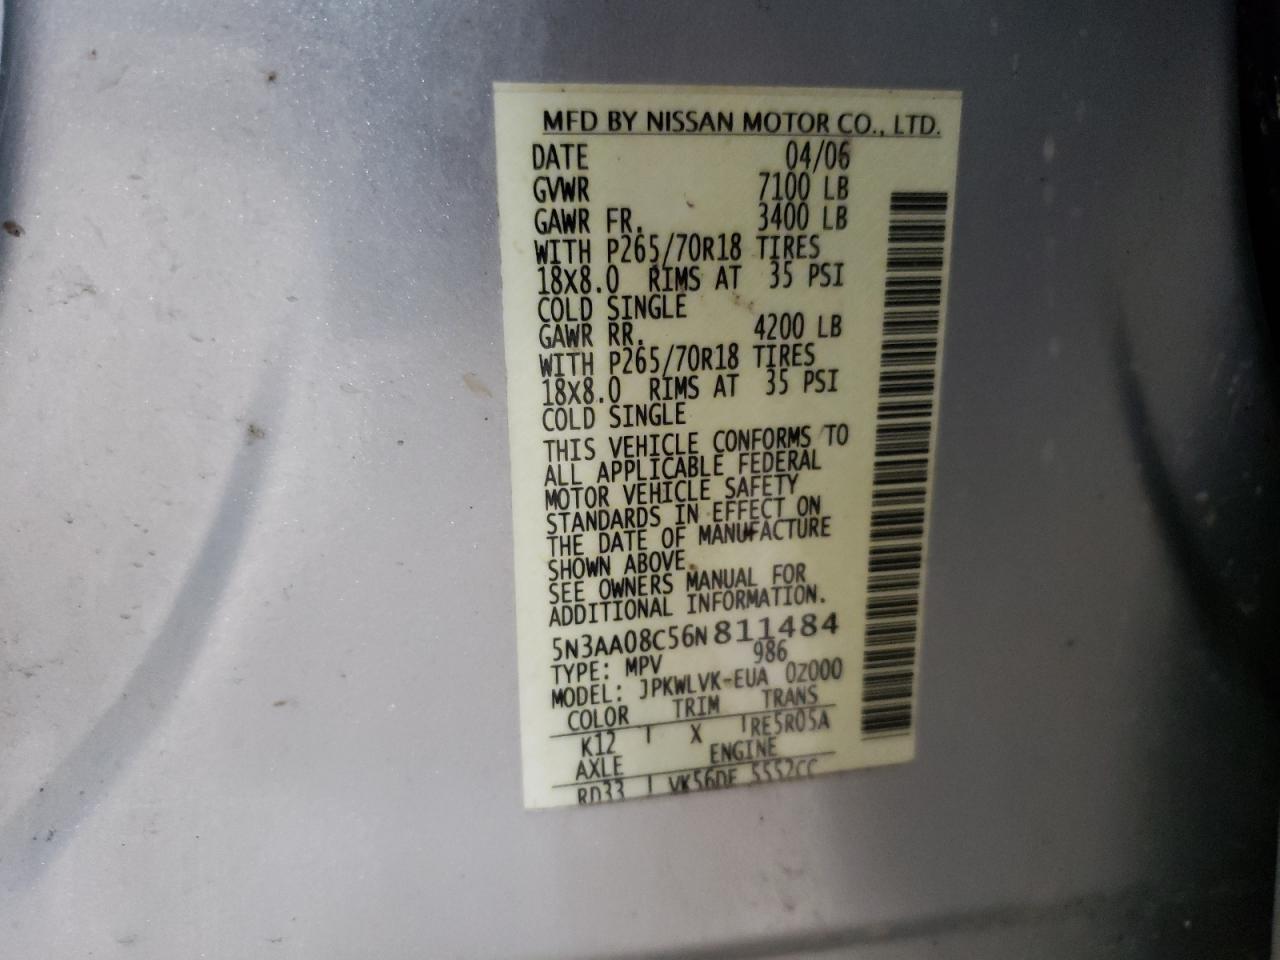 MFD BY NISSAN MOTOR CO., LTD.
DATE 04/06
GVWR 7100 LB
GAWR FR. 3400 LB
WITH P265/70R18 TIRES
18X8.0 RIMS AT 35 PSI
COLD SINGLE
GAWR RR. 4200 LB
WITH P265/70R18 TIRES
18X8.0 RIMS AT 35 PSI
COLD SINGLE
THIS VEHICLE CONFORMS TO
ALL APPLICABLE FEDERAL
MOTOR VEHICLE SAFETY
STANDARDS IN EFFECT ON
THE DATE OF MANUFACTURE
SHOWN ABOVE.
SEE OWNERS MANUAL FOR
ADDITIONAL INFORMATION.
5N3AA08C56N811484
TYPE: MPV 986
MODEL: JPKWLVK-EUA 0Z000
COLOR TRIM TRANS
K12 | X |RE5R05A
AXLE ENGINE
RD33 | VK56DE 5552CC